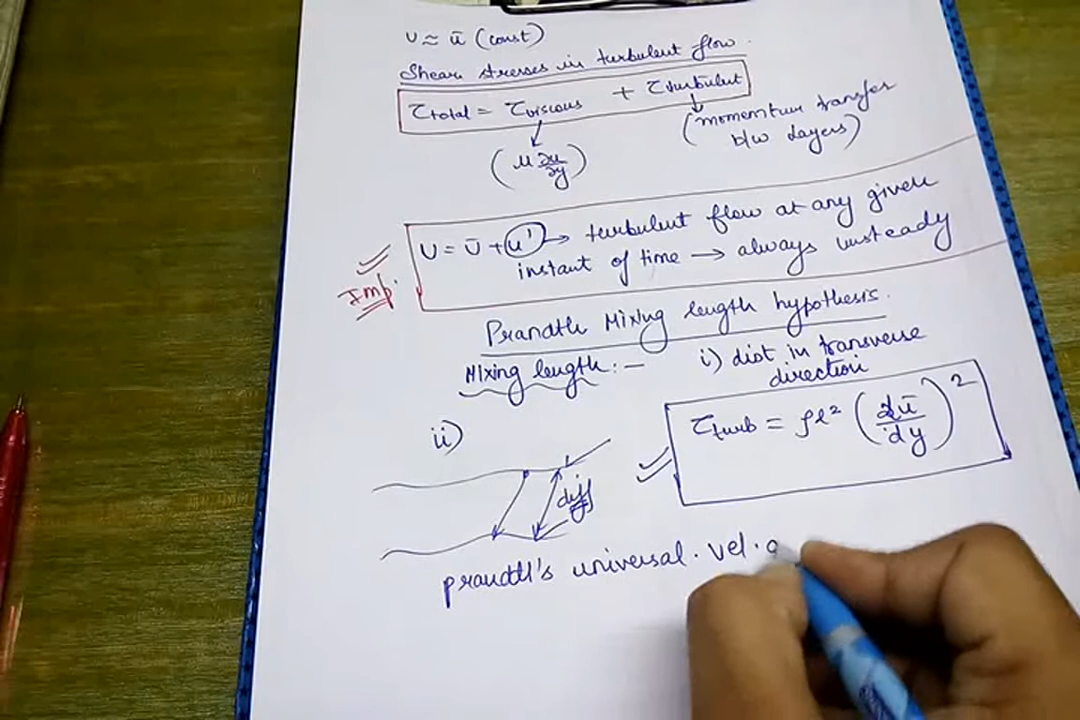 U ≈ ū (const)
Shear stresses in turbulent flow.
τtotal = τviscous + τturbulent
(μ ∂u/∂y)
(momentum transfer
b/w layers)
U = Ū + u' → turbulent flow at any given
instant of time → always unsteady
Imp.
Prandtl Mixing length hypothesis.
Mixing length :—
i) dist in transverse
direction
τturb = ρl² (dū/dy)²
ii)
diff
prandtl's universal. vel.